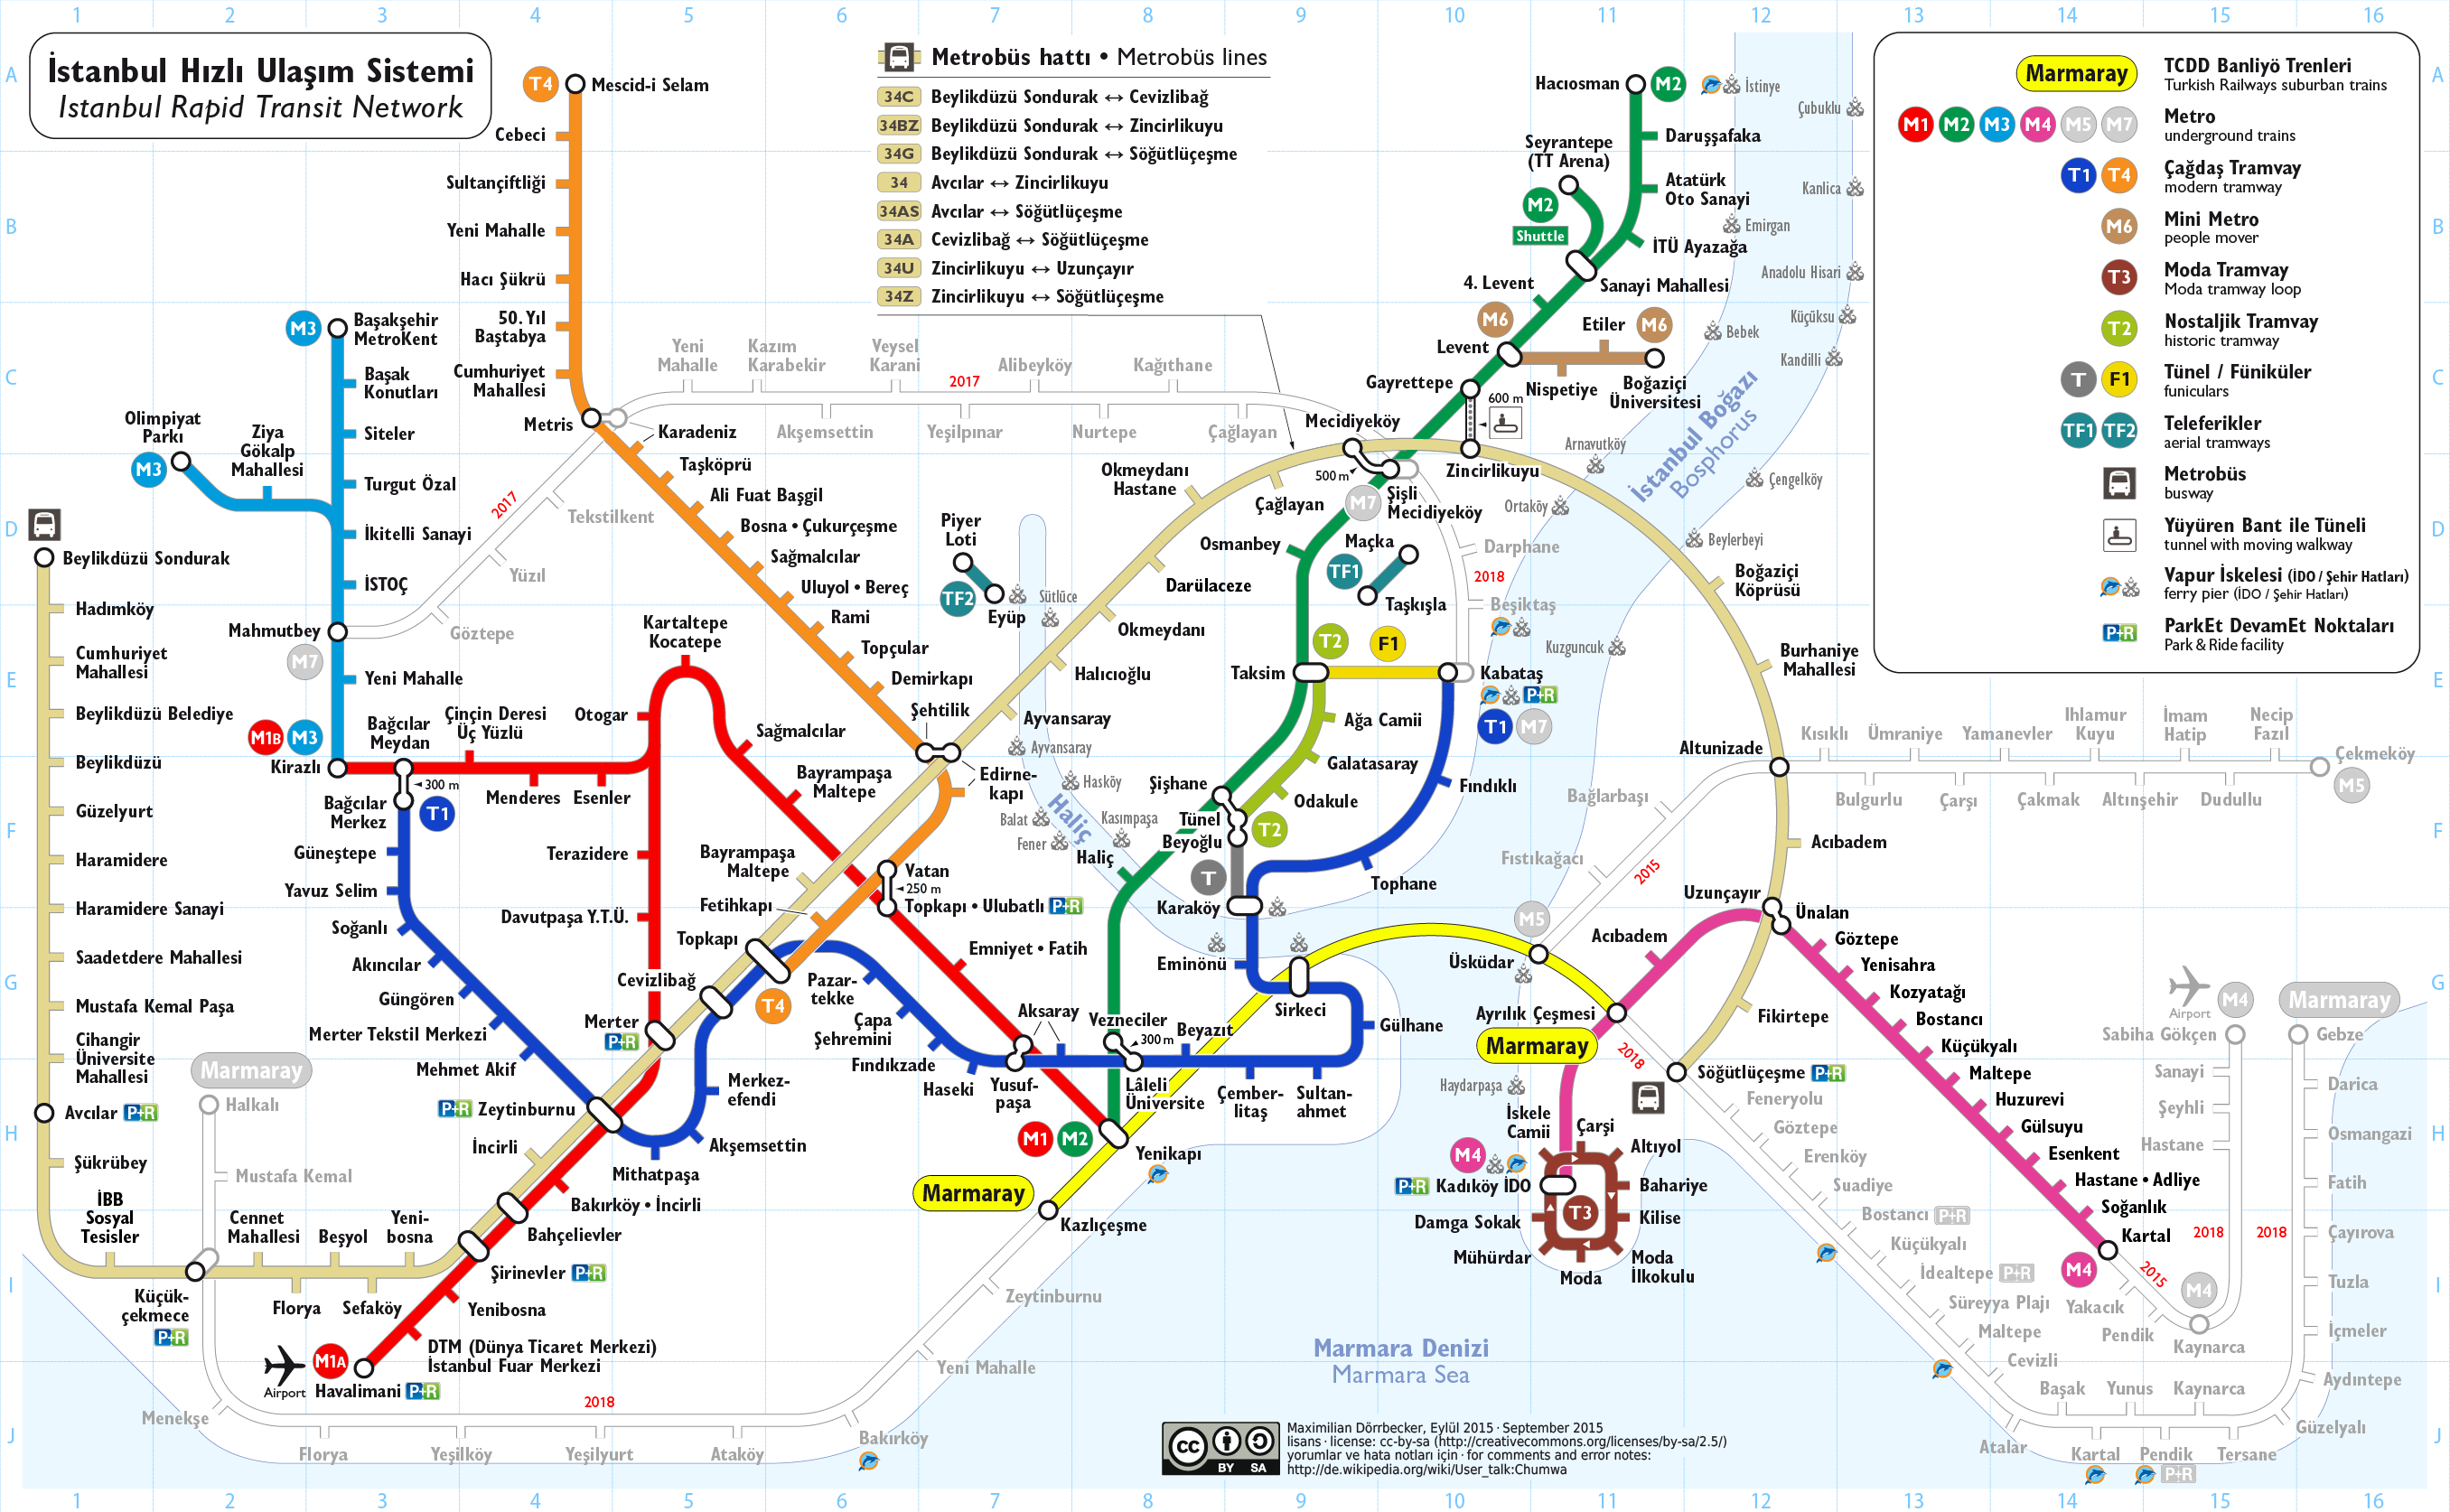 1 2 3 4 5 6 7 8 9 10 11 12 13 14 15 16
A
B
C
D
E
F
G
H
I
J
İstanbul Hızlı Ulaşım Sistemi
Istanbul Rapid Transit Network
Metrobüs hattı • Metrobüs lines
34C Beylikdüzü Sondurak ↔ Cevizlibağ
34BZ Beylikdüzü Sondurak ↔ Zincirlikuyu
34G Beylikdüzü Sondurak ↔ Söğütlüçeşme
34 Avcılar ↔ Zincirlikuyu
34AS Avcılar ↔ Söğütlüçeşme
34A Cevizlibağ ↔ Söğütlüçeşme
34U Zincirlikuyu ↔ Uzunçayır
34Z Zincirlikuyu ↔ Söğütlüçeşme
Marmaray
TCDD Banliyö Trenleri
Turkish Railways suburban trains
M1 M2 M3 M4 M5 M7
Metro
underground trains
T1 T4
Çağdaş Tramvay
modern tramway
M6
Mini Metro
people mover
T3
Moda Tramvay
Moda tramway loop
T2
Nostaljik Tramvay
historic tramway
T F1
Tünel / Füniküler
funiculars
TF1 TF2
Teleferikler
aerial tramways
Metrobüs
busway
Yüyüren Bant ile Tüneli
tunnel with moving walkway
Vapur İskelesi (İDO / Şehir Hatları)
ferry pier (İDO / Şehir Hatları)
P+R
ParkEt DevamEt Noktaları
Park & Ride facility
T4
Mescid-i Selam
Cebeci
Sultançiftliği
Yeni Mahalle
Hacı Şükrü
50. Yıl
Baştabya
Cumhuriyet
Mahallesi
Metris
Karadeniz
Taşköprü
Ali Fuat Başgil
Bosna • Çukurçeşme
Sağmalcılar
Uluyol • Bereç
Rami
Topçular
Demirkapı
Şehtilik
Edirne-
kapı
Vatan
250 m
Topkapı • Ulubatlı P+R
Fetihkapı
Topkapı
T4
M3
Başakşehir
MetroKent
Başak
Konutları
Siteler
Turgut Özal
İkitelli Sanayi
İSTOÇ
Mahmutbey
M7
Yeni Mahalle
M1B M3
Kirazlı
Olimpiyat
Parkı
M3
Ziya
Gökalp
Mahallesi
2017
Tekstilkent
Yüzıl
Göztepe
Yeni
Mahalle
Kazım
Karabekir
Veysel
Karani
2017
Alibeyköy
Kağıthane
Akşemsettin
Yeşilpınar
Nurtepe
Çağlayan
Beylikdüzü Sondurak
Hadımköy
Cumhuriyet
Mahallesi
Beylikdüzü Belediye
Beylikdüzü
Güzelyurt
Haramidere
Haramidere Sanayi
Saadetdere Mahallesi
Mustafa Kemal Paşa
Cihangir
Üniversite
Mahallesi
Avcılar P+R
Şükrübey
İBB
Sosyal
Tesisler
Küçük-
çekmece
P+R
Cennet
Mahallesi
Florya
Beşyol
Sefaköy
Yeni-
bosna
Bağcılar
Meydan
300 m
Bağcılar
Merkez
T1
Çinçin Deresi
Üç Yüzlü
Menderes
Esenler
Otogar
Kartaltepe
Kocatepe
Sağmalcılar
Bayrampaşa
Maltepe
Bayrampaşa
Maltepe
Terazidere
Davutpaşa Y.T.Ü.
Cevizlibağ
Merter
P+R
Güneştepe
Yavuz Selim
Soğanlı
Akıncılar
Güngören
Merter Tekstil Merkezi
Mehmet Akif
P+R Zeytinburnu
İncirli
Mithatpaşa
Akşemsettin
Merkez-
efendi
Bakırköy • İncirli
Bahçelievler
Şirinevler P+R
Yenibosna
DTM (Dünya Ticaret Merkezi)
İstanbul Fuar Merkezi
M1A
Airport
Havalimani P+R
Pazar-
tekke
Çapa
Şehremini
Fındıkzade
Haseki
Yusuf-
paşa
Aksaray
Emniyet • Fatih
Vezneciler
300 m
Lâleli
Üniversite
Beyazıt
Çember-
litaş
Sultan-
ahmet
Gülhane
Sirkeci
Eminönü
Karaköy
Tophane
Fındıklı
Kabataş
P+R
T1 M7
M1 M2
Yenikapı
Marmaray
Kazlıçeşme
Piyer
Loti
TF2
Eyüp
Sütlüce
Ayvansaray
Ayvansaray
Hasköy
Haliç
Balat
Fener
Kasımpaşa
Haliç
Halıcıoğlu
Okmeydanı
Darülaceze
Okmeydanı
Hastane
Çağlayan
Mecidiyeköy
500 m
M7
Şişli
Mecidiyeköy
Zincirlikuyu
600 m
Gayrettepe
Levent
M6
Etiler
M6
Nispetiye
Boğaziçi
Üniversitesi
4. Levent
Sanayi Mahallesi
Seyrantepe
(TT Arena)
M2
Shuttle
İTÜ Ayazağa
Atatürk
Oto Sanayi
Daruşşafaka
Hacıosman M2
İstinye
Çubuklu
Kanlica
Emirgan
Anadolu Hisari
Küçüksu
Bebek
Kandilli
Arnavutköy
Çengelköy
Ortaköy
Beylerbeyi
Kuzguncuk
İstanbul Boğazı
Bosphorus
Osmanbey
Maçka
TF1
Taşkışla
Darphane
2018
Beşiktaş
T2 F1
Taksim
Ağa Camii
Galatasaray
Odakule
Şişhane
Tünel
Beyoğlu
T2
T
Boğaziçi
Köprüsü
Burhaniye
Mahallesi
Altunizade
Acıbadem
Uzunçayır
Ünalan
Fikirtepe
Söğütlüçeşme P+R
Kısıklı
Ümraniye
Yamanevler
Ihlamur
Kuyu
İmam
Hatip
Necip
Fazıl
Çekmeköy
M5
Bulgurlu
Çarşı
Çakmak
Altınşehir
Dudullu
Bağlarbaşı
Fıstıkağacı
2015
M5
Üsküdar
Acıbadem
Ayrılık Çeşmesi
Marmaray
2018
Haydarpaşa
İskele
Camii
Çarşi
Altıyol
M4
P+R Kadıköy İDO
Bahariye
T3
Kilise
Damga Sokak
Mühürdar
Moda
Moda
İlkokulu
Göztepe
Yenisahra
Kozyatağı
Bostancı
Küçükyalı
Maltepe
Huzurevi
Gülsuyu
Esenkent
Hastane • Adliye
Soğanlık
Kartal
M4
2015
Yakacık
Pendik
M4
Kaynarca
Airport
M4
Sabiha Gökçen
Sanayi
Şeyhli
Hastane
2018
2018
Marmaray
Gebze
Darica
Osmangazi
Fatih
Çayırova
Tuzla
İçmeler
Aydıntepe
Güzelyalı
Tersane
Kaynarca
Pendik
P+R
Yunus
Kartal
Başak
Atalar
Cevizli
Maltepe
Süreyya Plajı
İdealtepe P+R
Küçükyalı
Bostancı P+R
Suadiye
Erenköy
Göztepe
Feneryolu
Marmaray
Halkalı
Mustafa Kemal
Menekşe
Florya
Yeşilköy
2018
Yeşilyurt
Ataköy
Bakırköy
Yeni Mahalle
Zeytinburnu
Marmara Denizi
Marmara Sea
cc BY SA
Maximilian Dörrbecker, Eylül 2015 · September 2015
lisans · license: cc-by-sa (http://creativecommons.org/licenses/by-sa/2.5/)
yorumlar ve hata notları için · for comments and error notes:
http://de.wikipedia.org/wiki/User_talk:Chumwa